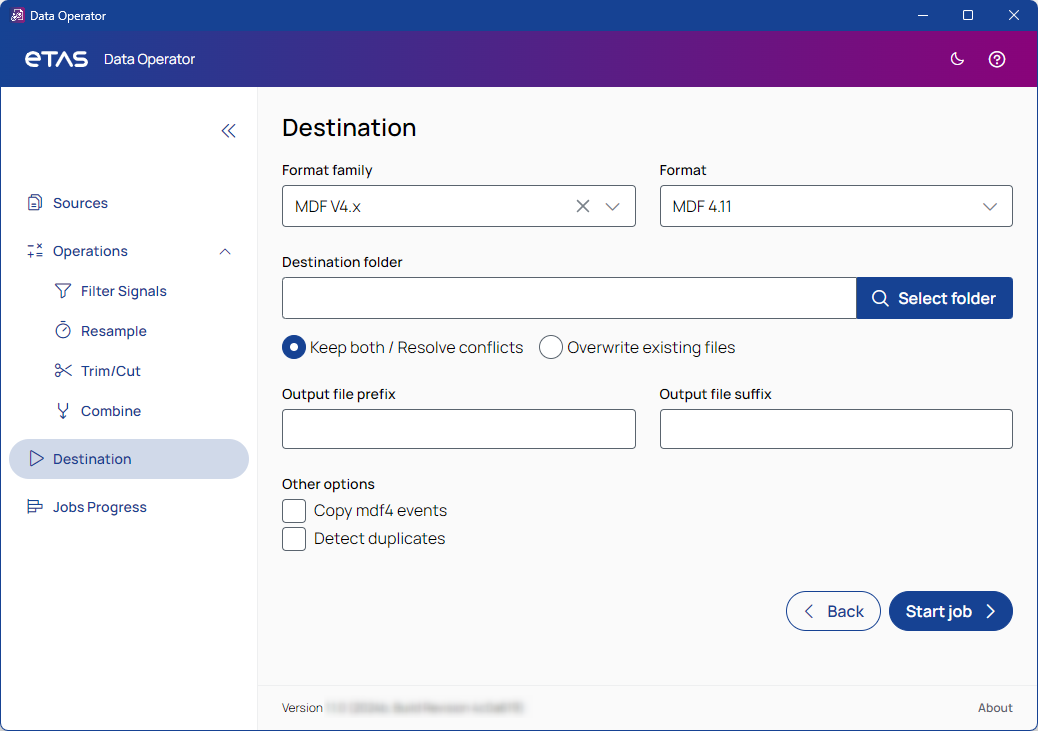 Data Operator
eTAS Data Operator
Destination
Format family
Format
MDF V4.x
MDF 4.11
Sources
Operations
Filter Signals
Resample
Trim/Cut
Combine
Destination
Jobs Progress
Destination folder
Select folder
Keep both / Resolve conflicts
Overwrite existing files
Output file prefix
Output file suffix
Other options
Copy mdf4 events
Detect duplicates
Back
Start job
Version
About